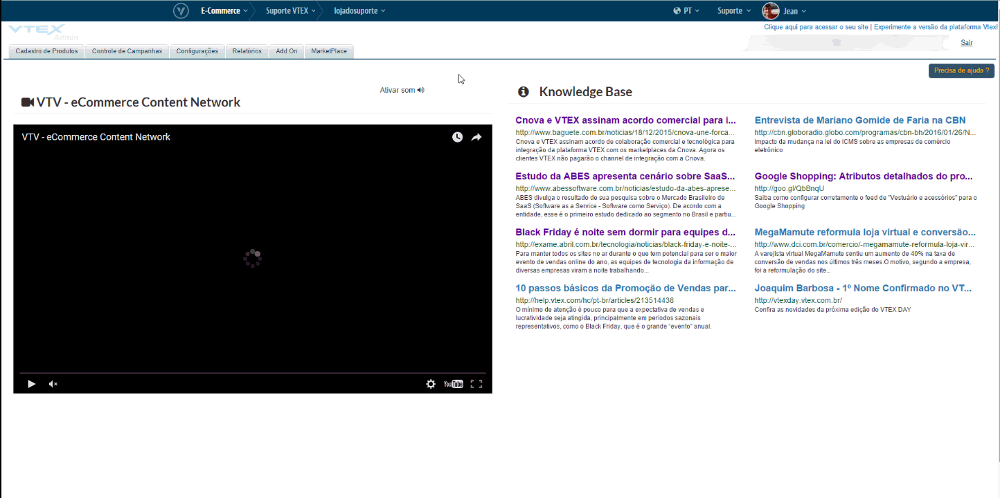 E-Commerce Suporte VTEX lojadosuporte PT Suporte Jean
VTEX
Admin
Clique aqui para acessar o seu site | Experimente a versão da plataforma Vtex!
Sair
Cadastro de Produtos Controle de Campanhas Configurações Relatórios Add On MarketPlace
Precisa de ajuda ?
Ativar som
VTV - eCommerce Content Network
VTV - eCommerce Content Network
YouTube
Knowledge Base
Cnova e VTEX assinam acordo comercial para i...
http://www.baguete.com.br/noticias/18/12/2015/cnova-une-forca...
Cnova e VTEX assinam acordo de colaboração comercial e tecnológica para
integração da plataforma VTEX com os marketplaces da Cnova. Agora os
clientes VTEX não pagarão o channel de integração com a Cnova.
Estudo da ABES apresenta cenário sobre SaaS...
http://www.abessoftware.com.br/noticias/estudo-da-abes-aprese...
ABES divulga o resultado de sua pesquisa sobre o Mercado Brasileiro de
SaaS (Software as a Service - Software como Serviço). De acordo com a
entidade, esse é o primeiro estudo dedicado ao segmento no Brasil e partiu...
Black Friday é noite sem dormir para equipes d...
http://exame.abril.com.br/tecnologia/noticias/black-friday-e-noite-...
Para manter todos os sites no ar durante o que tem potencial para ser o maior
evento de vendas online do ano, as equipes de tecnologia da informação de
diversas empresas viram a noite trabalhando...
10 passos básicos da Promoção de Vendas par...
http://help.vtex.com/hc/pt-br/articles/213514438
O mínimo de atenção é pouco para que a expectativa de vendas e
lucratividade seja atingida, principalmente em períodos sazonais
representativos, como o Black Friday, que é o grande "evento" anual.
Entrevista de Mariano Gomide de Faria na CBN
http://cbn.globoradio.globo.com/programas/cbn-bh/2016/01/26/N...
Impacto da mudança na lei do ICMS sobre as empresas de comércio
eletrônico
Google Shopping: Atributos detalhados do pro...
http://goo.gl/QbBnqU
Saiba como configurar corretamente o feed de "Vestuário e acessórios" para o
Google Shopping
MegaMamute reformula loja virtual e conversão...
http://www.dci.com.br/comercio/-megamamute-reformula-loja-vir...
A varejista virtual MegaMamute sentiu um aumento de 40% na taxa de
conversão de vendas nos últimos três meses.O motivo, segundo a empresa,
foi a reformulação do site...
Joaquim Barbosa - 1º Nome Confirmado no VT...
http://vtexday.vtex.com.br/
Confira as novidades da próxima edição do VTEX DAY